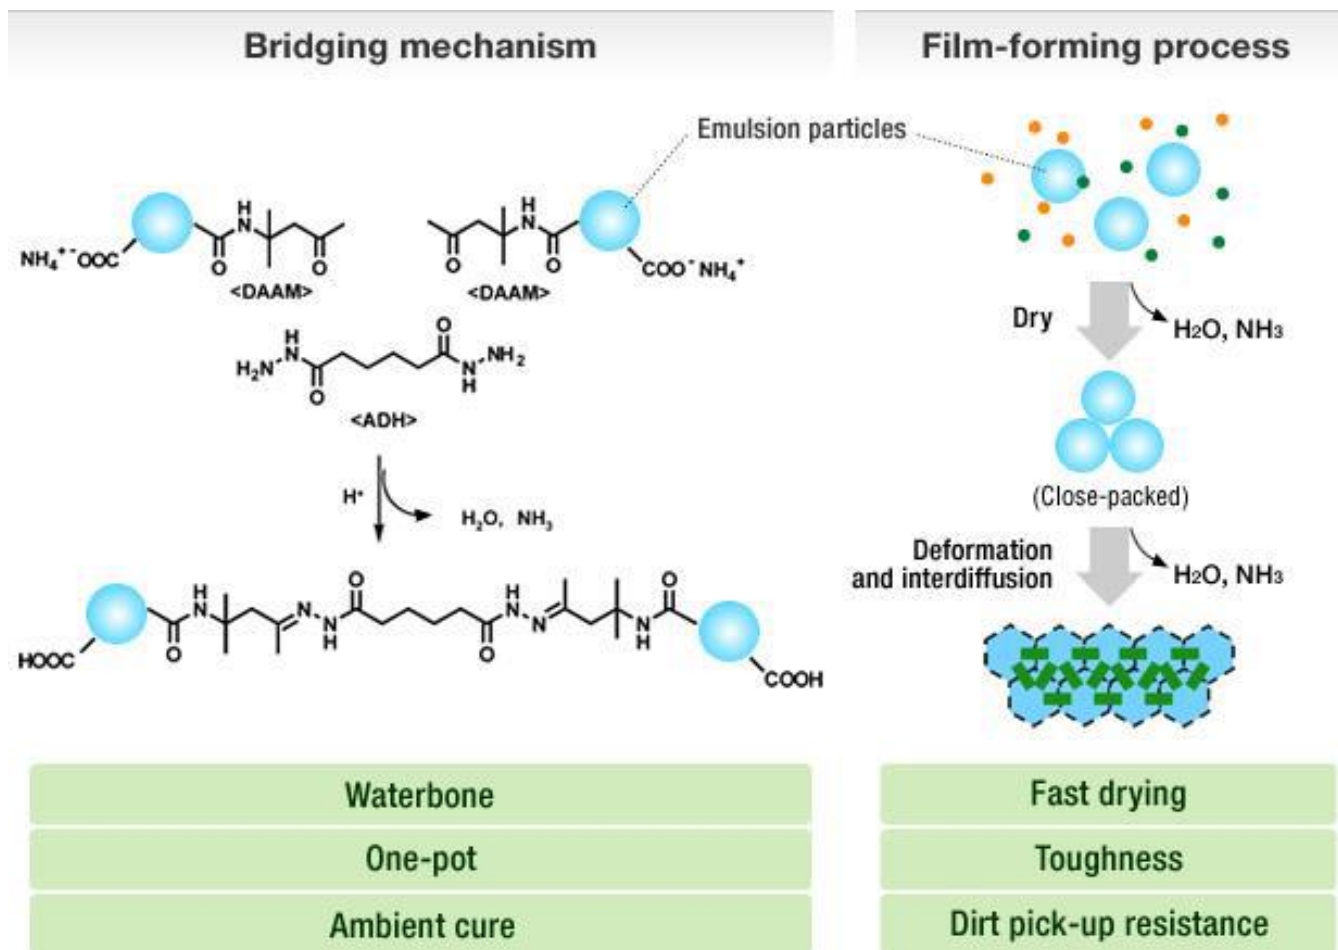 Bridging mechanism
Film-forming process
Emulsion particles
NH₄⁺⁻OOC
O
N
H
O
<DAAM>
O
H
N
O
COO⁻NH₄⁺
<DAAM>
H₂N
H
N
O
O
N
H
NH₂
<ADH>
H⁺
H₂O, NH₃
HOOC
O
H
N
N
N
H
O
O
H
N
N
N
H
O
COOH
Dry
H₂O, NH₃
(Close-packed)
Deformation
and interdiffusion
H₂O, NH₃
Waterbone
One-pot
Ambient cure
Fast drying
Toughness
Dirt pick-up resistance